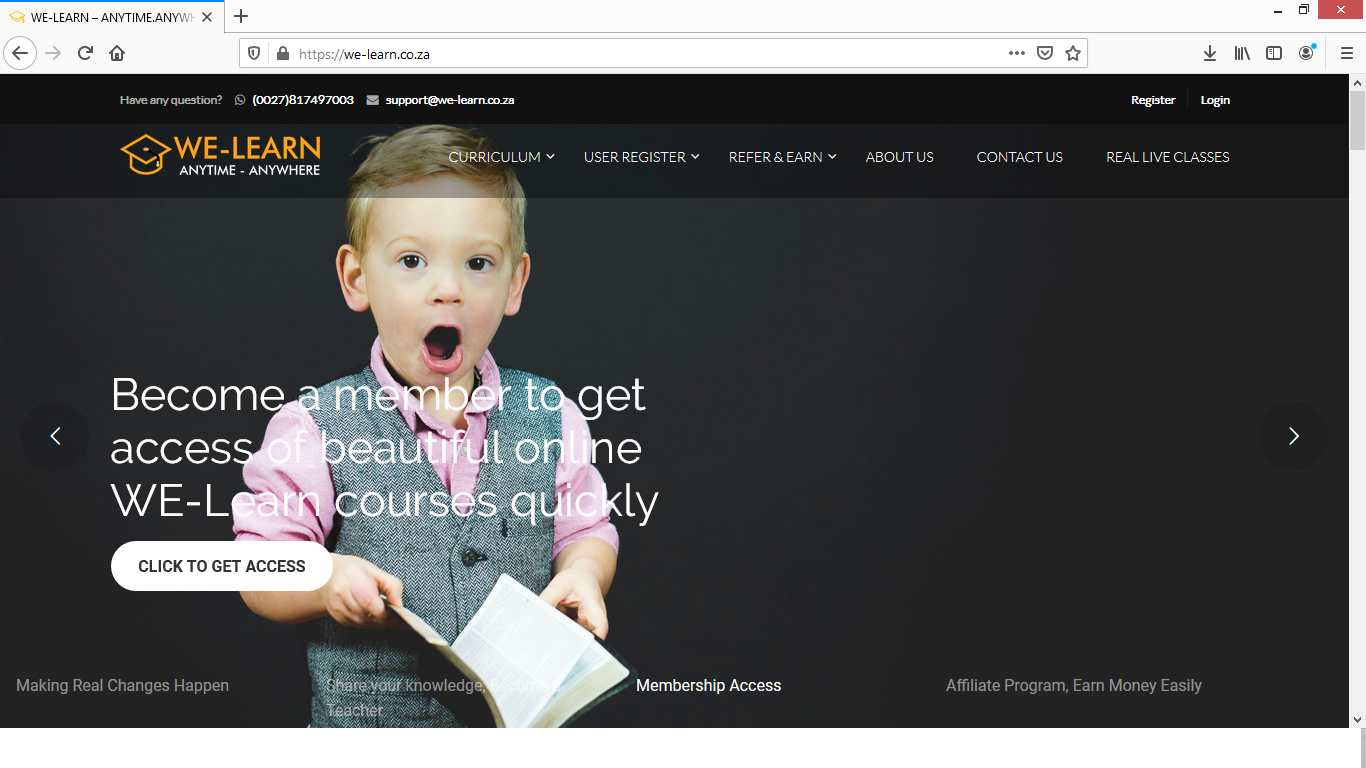 WE-LEARN – ANYTIME.ANYWH
https://we-learn.co.za
Have any question? (0027)817497003 support@we-learn.co.za Register Login
WE-LEARN
ANYTIME - ANYWHERE
CURRICULUM USER REGISTER REFER & EARN ABOUT US CONTACT US REAL LIVE CLASSES
Become a member to get
access of beautiful online
WE-Learn courses quickly
CLICK TO GET ACCESS
Making Real Changes Happen
Share your knowledge, Become a
Teacher
Membership Access
Affiliate Program, Earn Money Easily